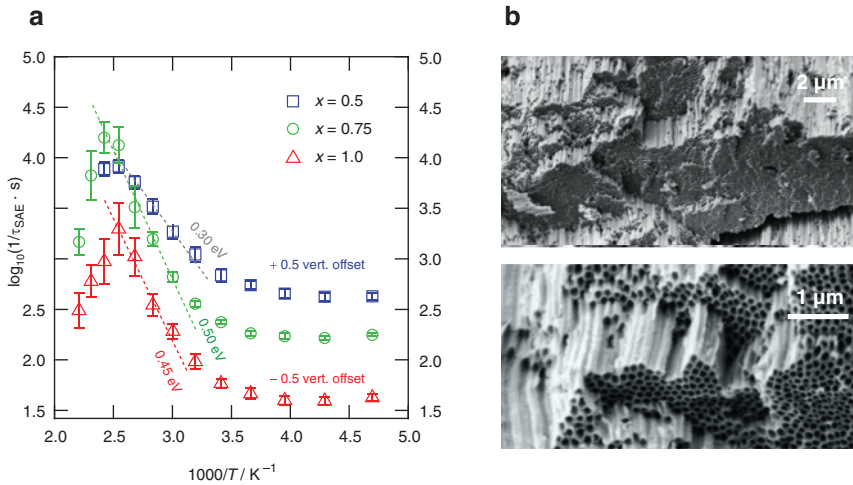 a
b
5.0
4.5
4.0
3.5
3.0
2.5
2.0
1.5
log₁₀(1/τ_SAE · s)
x = 0.5
x = 0.75
x = 1.0
0.30 eV
+ 0.5 vert. offset
0.50 eV
0.45 eV
− 0.5 vert. offset
5.0
4.5
4.0
3.5
3.0
2.5
2.0
1.5
2.0 2.5 3.0 3.5 4.0 4.5 5.0
1000/T / K⁻¹
2 µm
1 µm